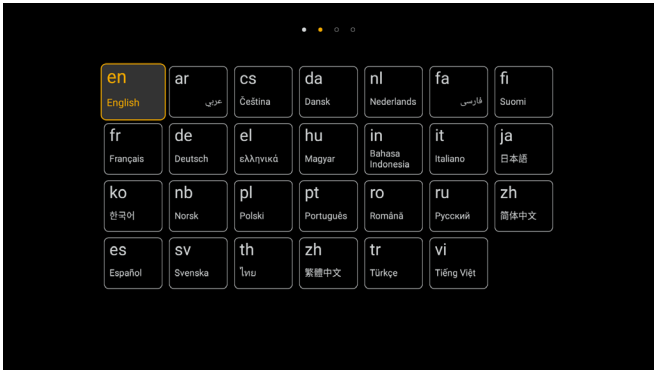 en
English
ar
عربي
cs
Čeština
da
Dansk
nl
Nederlands
fa
فارسی
fi
Suomi
fr
Français
de
Deutsch
el
ελληνικά
hu
Magyar
in
Bahasa
Indonesia
it
Italiano
ja
日本語
ko
한국어
nb
Norsk
pl
Polski
pt
Português
ro
Română
ru
Русский
zh
简体中文
es
Español
sv
Svenska
th
ไทย
zh
繁體中文
tr
Türkçe
vi
Tiếng Việt